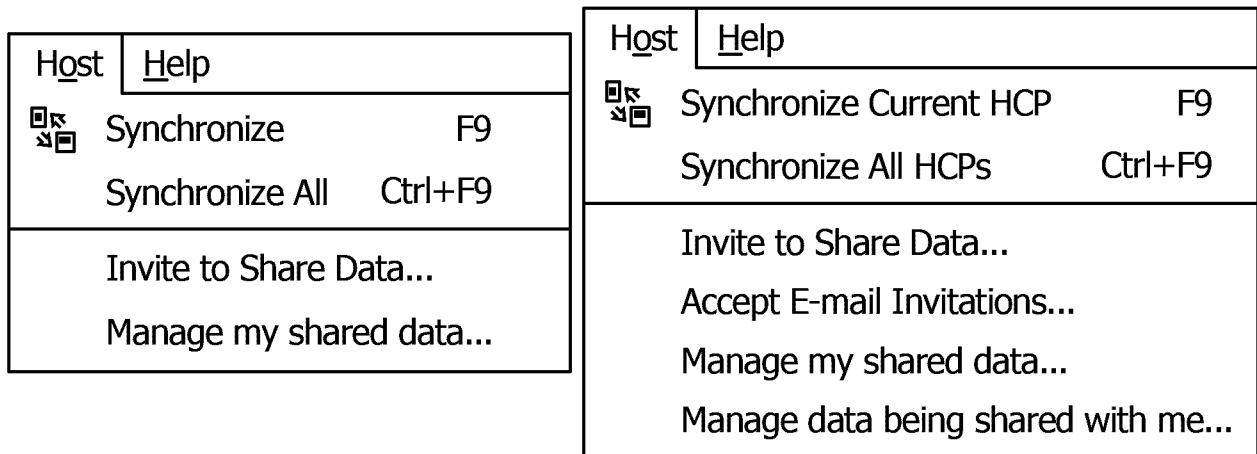 Host Help
Synchronize F9
Synchronize All Ctrl+F9
Invite to Share Data...
Manage my shared data...
Host Help
Synchronize Current HCP F9
Synchronize All HCPs Ctrl+F9
Invite to Share Data...
Accept E-mail Invitations...
Manage my shared data...
Manage data being shared with me...